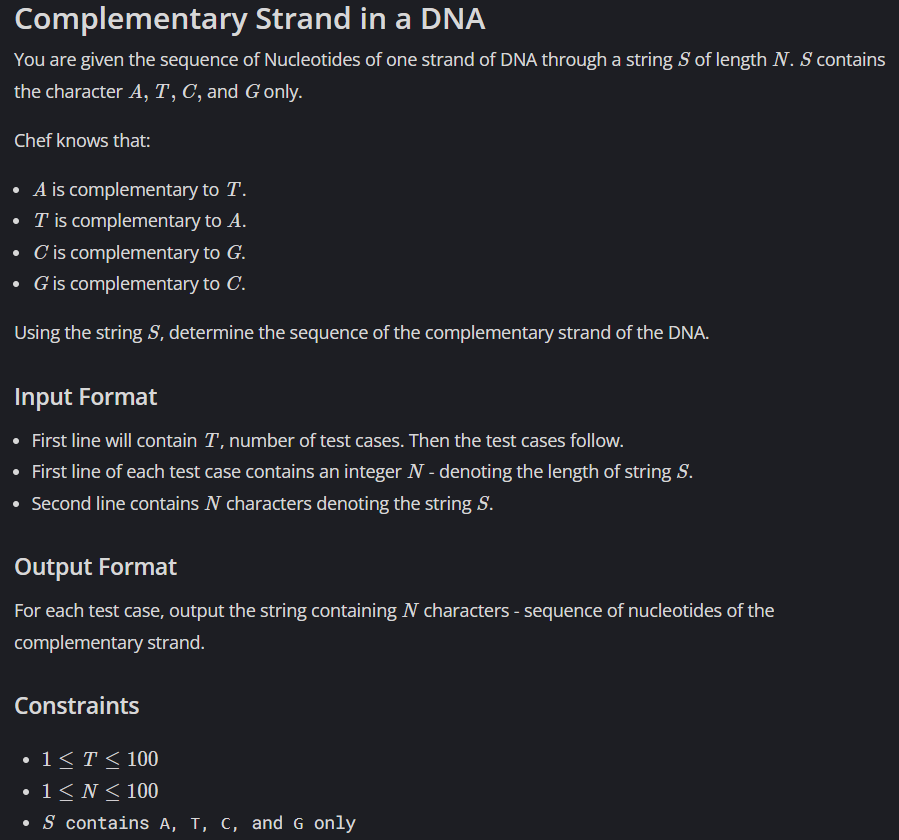 Complementary Strand in a DNA
You are given the sequence of Nucleotides of one strand of DNA through a string S of length N. S contains
the character A, T, C, and G only.
Chef knows that:
• A is complementary to T.
• T is complementary to A.
• C is complementary to G.
• G is complementary to C.
Using the string S, determine the sequence of the complementary strand of the DNA.
Input Format
• First line will contain T, number of test cases. Then the test cases follow.
• First line of each test case contains an integer N - denoting the length of string S.
• Second line contains N characters denoting the string S.
Output Format
For each test case, output the string containing N characters - sequence of nucleotides of the
complementary strand.
Constraints
• 1 ≤ T ≤ 100
• 1 ≤ N ≤ 100
• S contains A, T, C, and G only